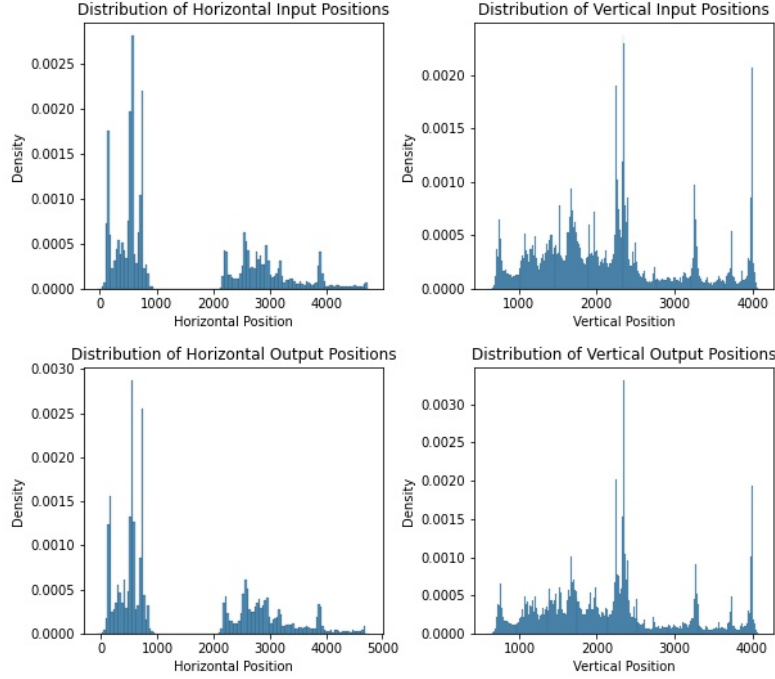 Distribution of Horizontal Input Positions
Density
0.0025
0.0020
0.0015
0.0010
0.0005
0.0000
0 1000 2000 3000 4000
Horizontal Position
Distribution of Vertical Input Positions
Density
0.0020
0.0015
0.0010
0.0005
0.0000
1000 2000 3000 4000
Vertical Position
Distribution of Horizontal Output Positions
Density
0.0030
0.0025
0.0020
0.0015
0.0010
0.0005
0.0000
0 1000 2000 3000 4000 5000
Horizontal Position
Distribution of Vertical Output Positions
Density
0.0030
0.0025
0.0020
0.0015
0.0010
0.0005
0.0000
1000 2000 3000 4000
Vertical Position